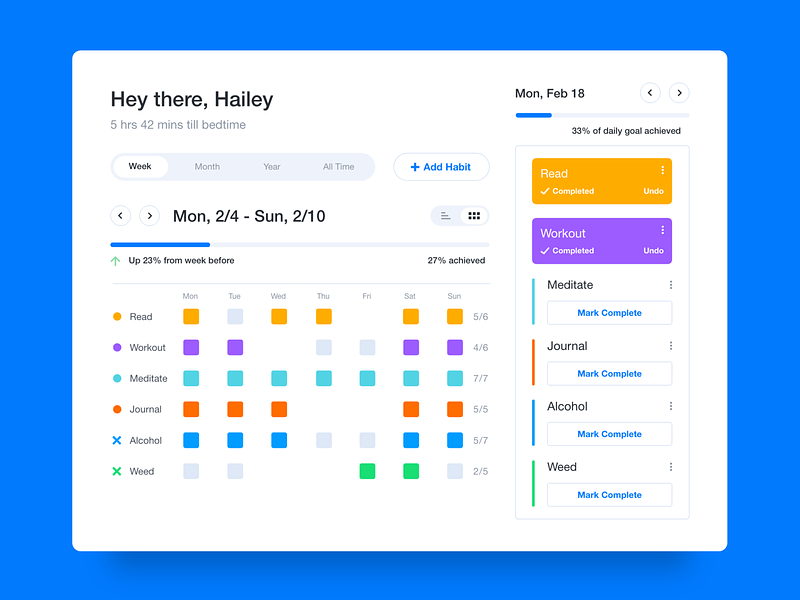 Hey there, Hailey
5 hrs 42 mins till bedtime
Week Month Year All Time
+ Add Habit
Mon, 2/4 - Sun, 2/10
Up 23% from week before 27% achieved
Mon Tue Wed Thu Fri Sat Sun
Read 5/6
Workout 4/6
Meditate 7/7
Journal 5/5
Alcohol 5/7
Weed 2/5
Mon, Feb 18
33% of daily goal achieved
Read
Completed Undo
Workout
Completed Undo
Meditate
Mark Complete
Journal
Mark Complete
Alcohol
Mark Complete
Weed
Mark Complete